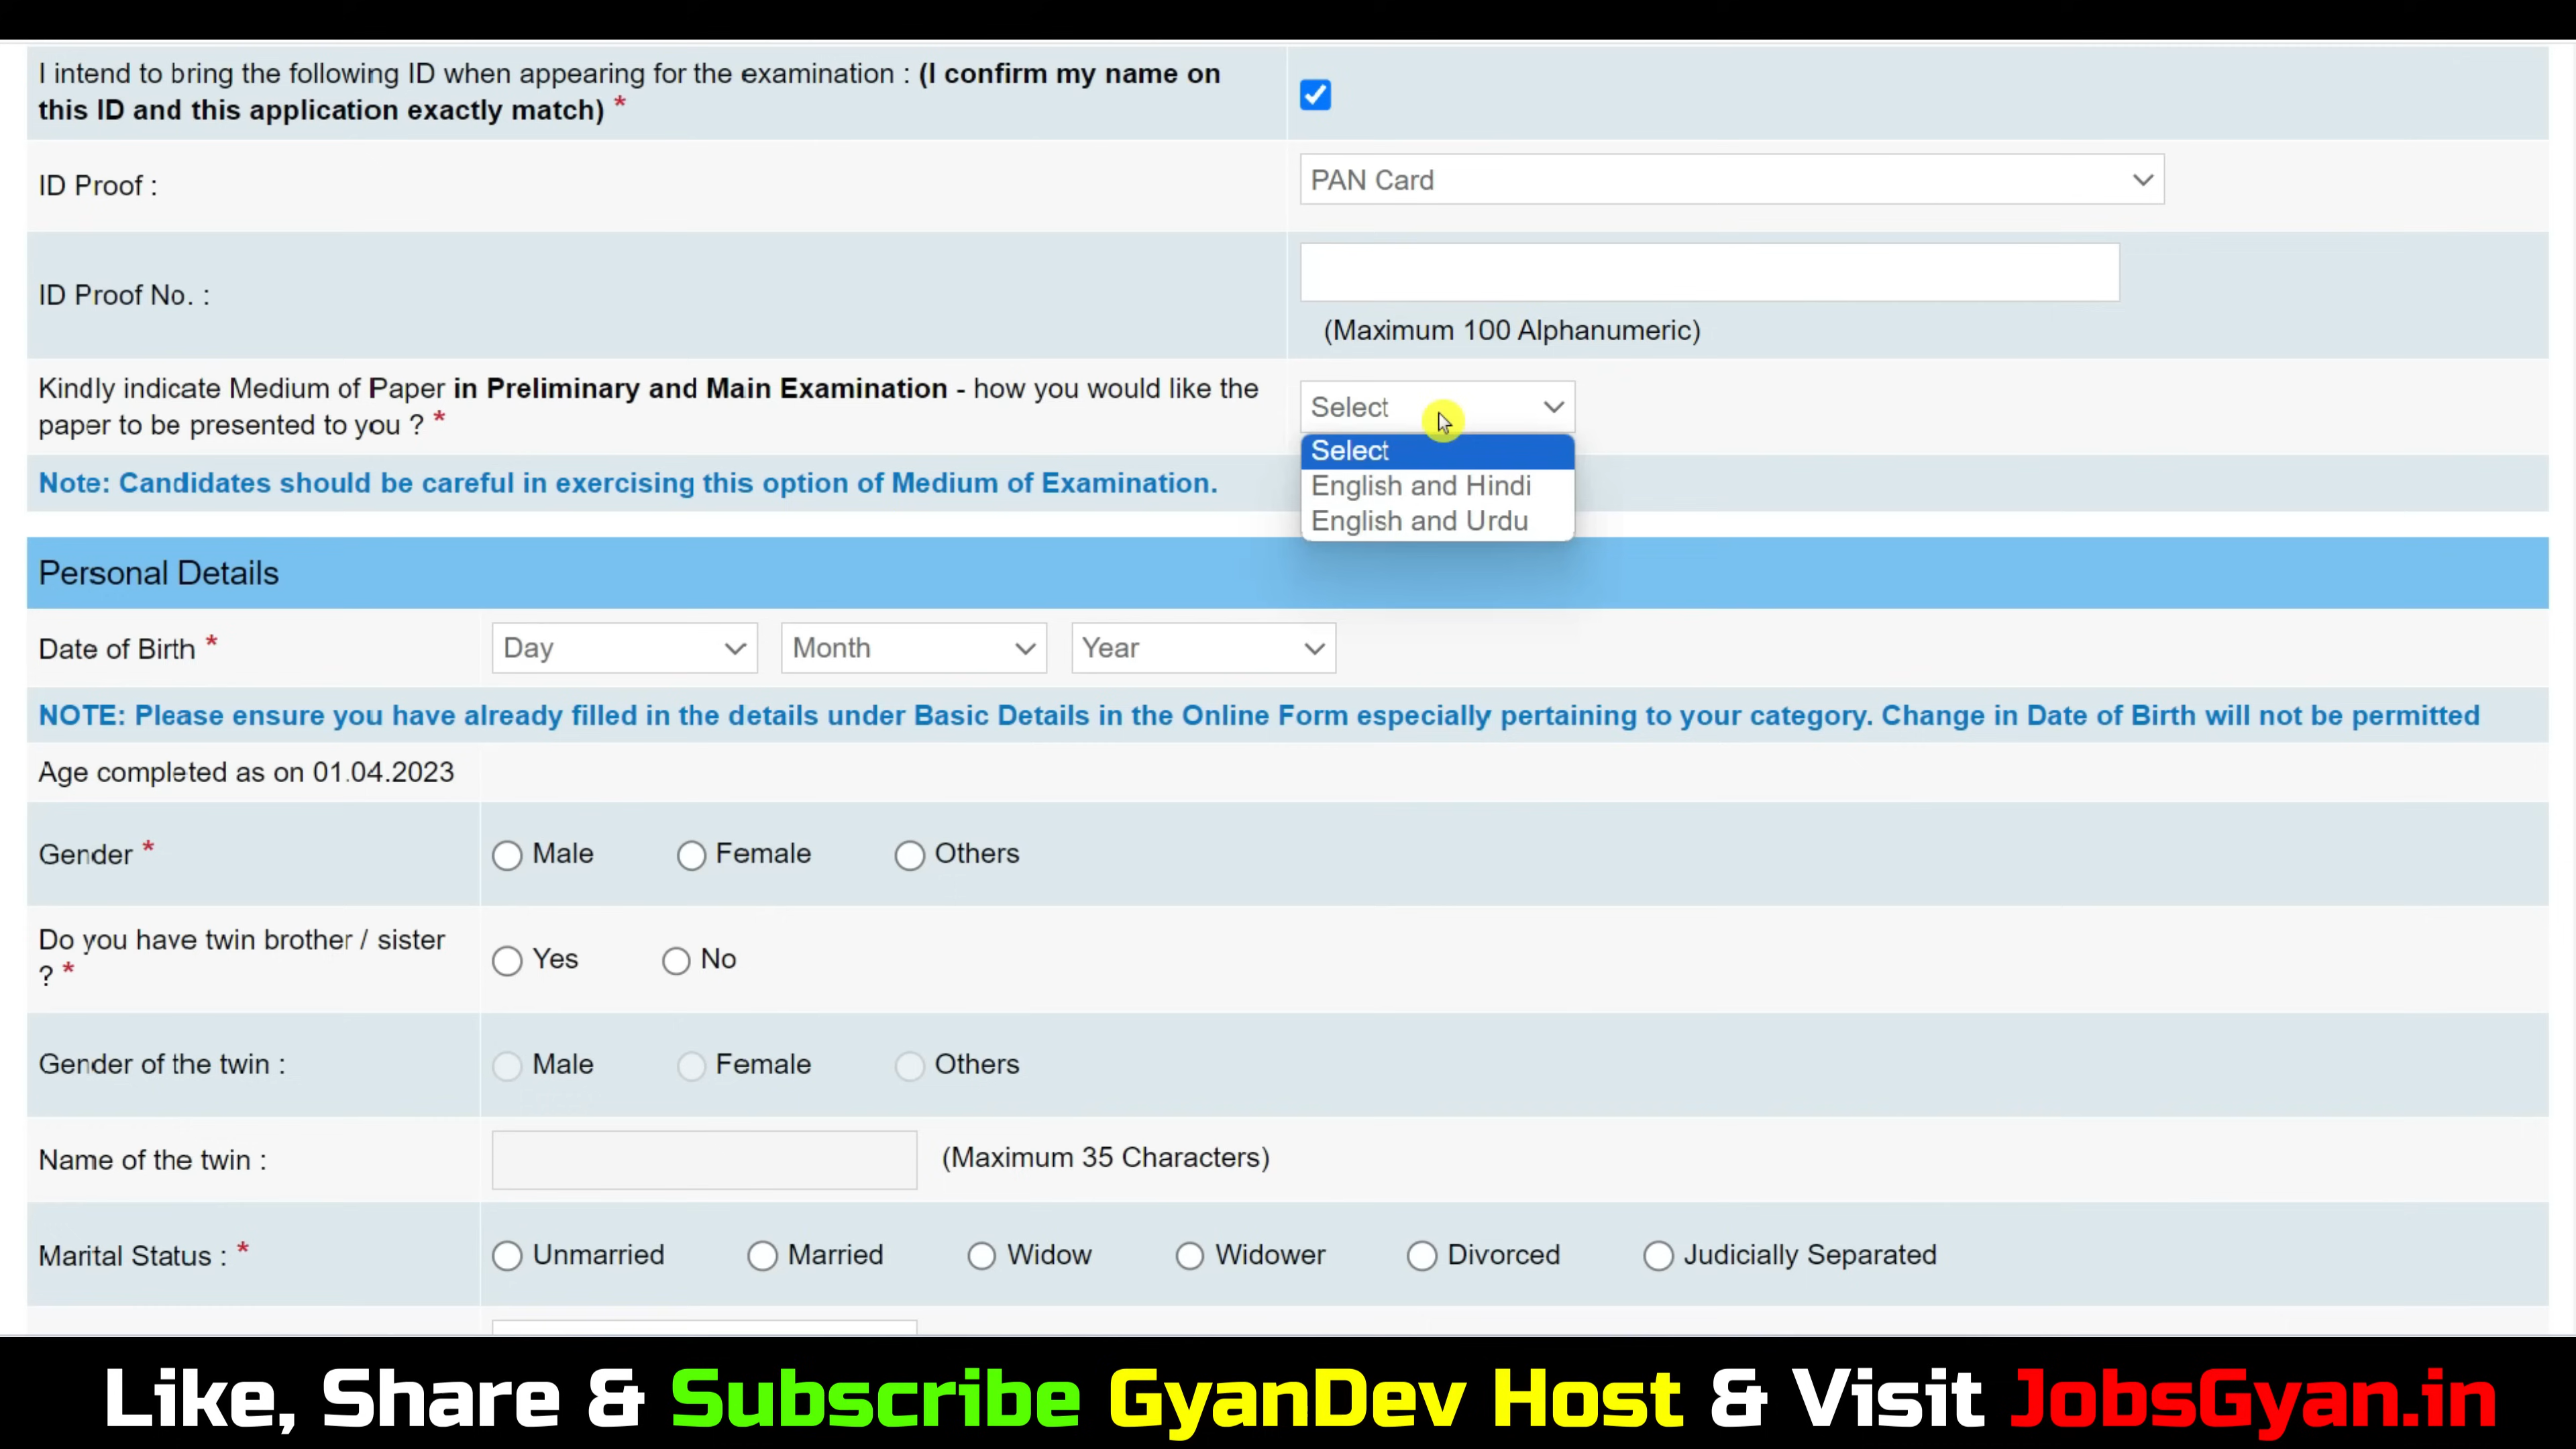 I intend to bring the following ID when appearing for the examination : (I confirm my name on
this ID and this application exactly match) *
ID Proof :
PAN Card
ID Proof No. :
(Maximum 100 Alphanumeric)
Kindly indicate Medium of Paper in Preliminary and Main Examination - how you would like the
paper to be presented to you ? *
Select
Select
English and Hindi
English and Urdu
Note: Candidates should be careful in exercising this option of Medium of Examination.
Personal Details
Date of Birth *
Day Month Year
NOTE: Please ensure you have already filled in the details under Basic Details in the Online Form especially pertaining to your category. Change in Date of Birth will not be permitted
Age completed as on 01.04.2023
Gender * Male Female Others
Do you have twin brother / sister
? *
Yes No
Gender of the twin : Male Female Others
Name of the twin : (Maximum 35 Characters)
Marital Status : * Unmarried Married Widow Widower Divorced Judicially Separated
Like, Share & Subscribe GyanDev Host & Visit JobsGyan.in